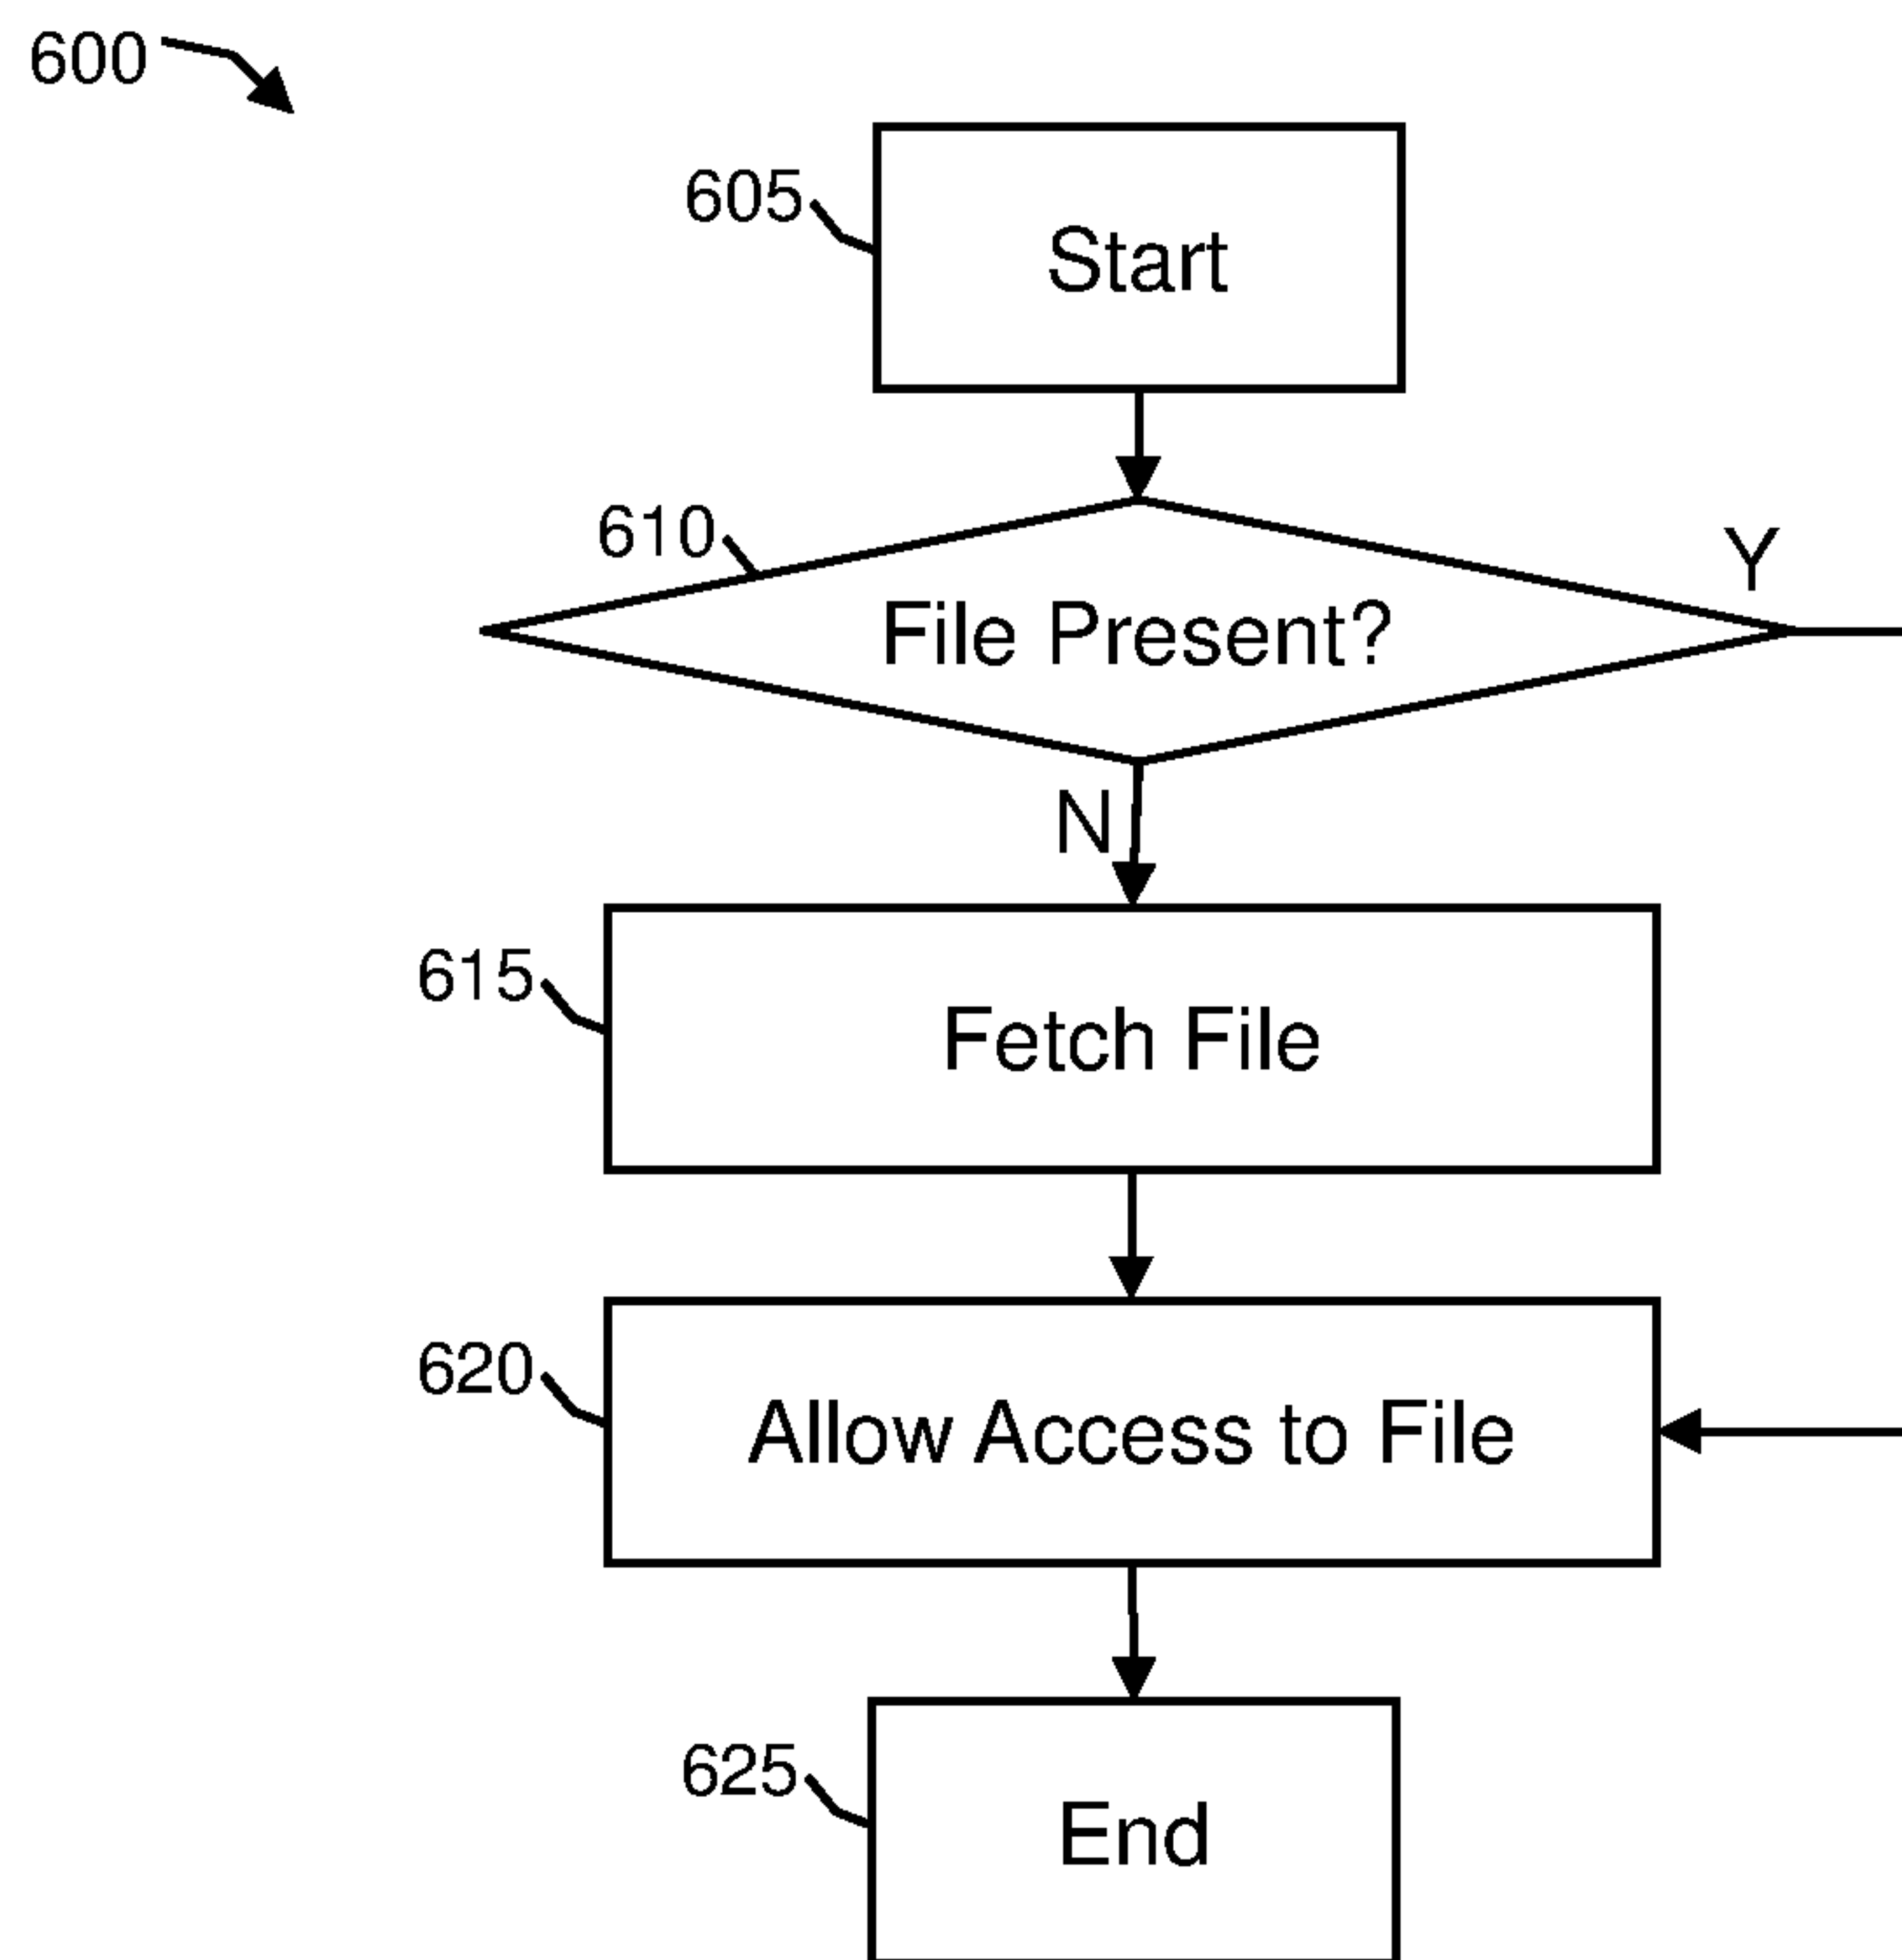 600
605
Start
610
File Present?
Y
N
615
Fetch File
620
Allow Access to File
625
End